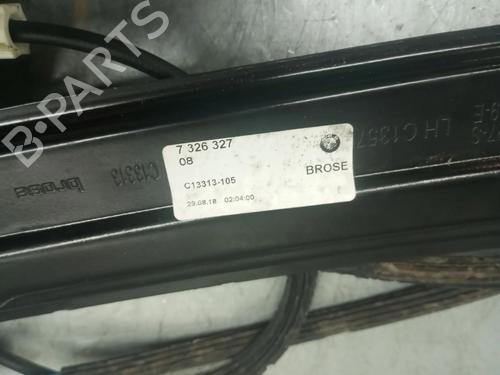 B-PARTS
7 326 327
08
C13313-105
BROSE
29.08.18 02:04:00
brose
C13313
LH C1357